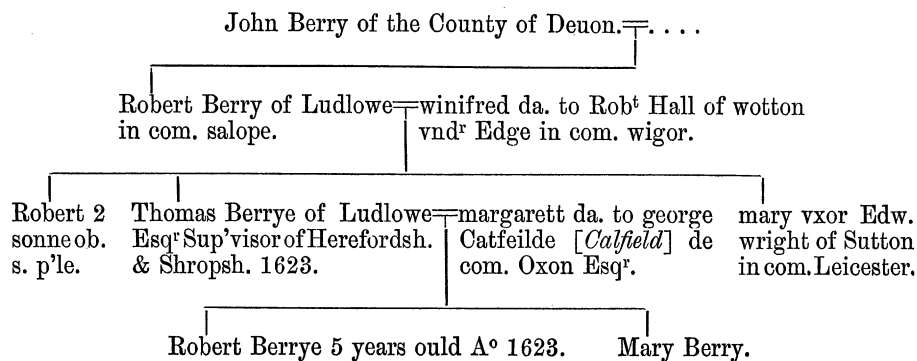 John Berry of the County of Deuon.=. . . .
Robert Berry of Ludlowe=winifred da. to Robᵗ Hall of wotton
in com. salope. vndʳ Edge in com. wigor.
Robert 2 Thomas Berrye of Ludlowe=margarett da. to george mary vxor Edw.
sonne ob. Esqʳ Sup'visor of Herefordsh. Catfeilde [Calfield] de wright of Sutton
s. p'le. & Shropsh. 1623. com. Oxon Esqʳ. in com. Leicester.
Robert Berrye 5 years ould Aᵒ 1623. Mary Berry.